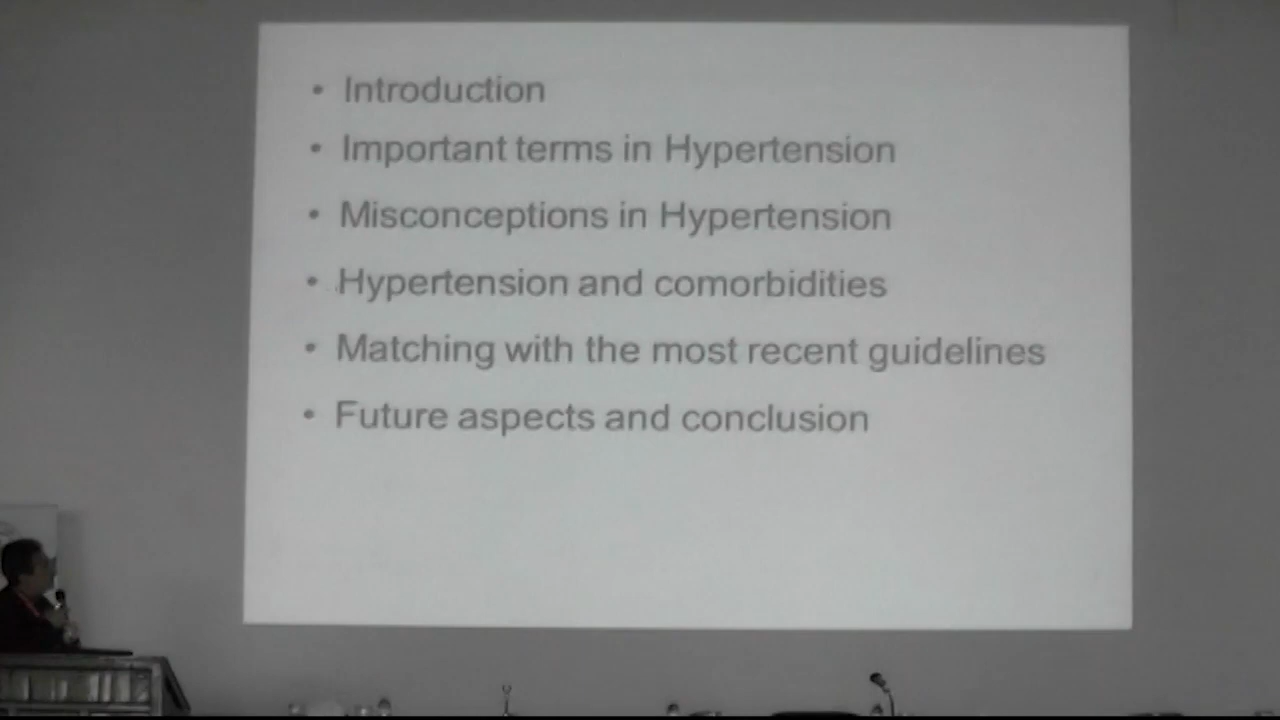 • Introduction
• Important terms in Hypertension
• Misconceptions in Hypertension
• Hypertension and comorbidities
• Matching with the most recent guidelines
• Future aspects and conclusion